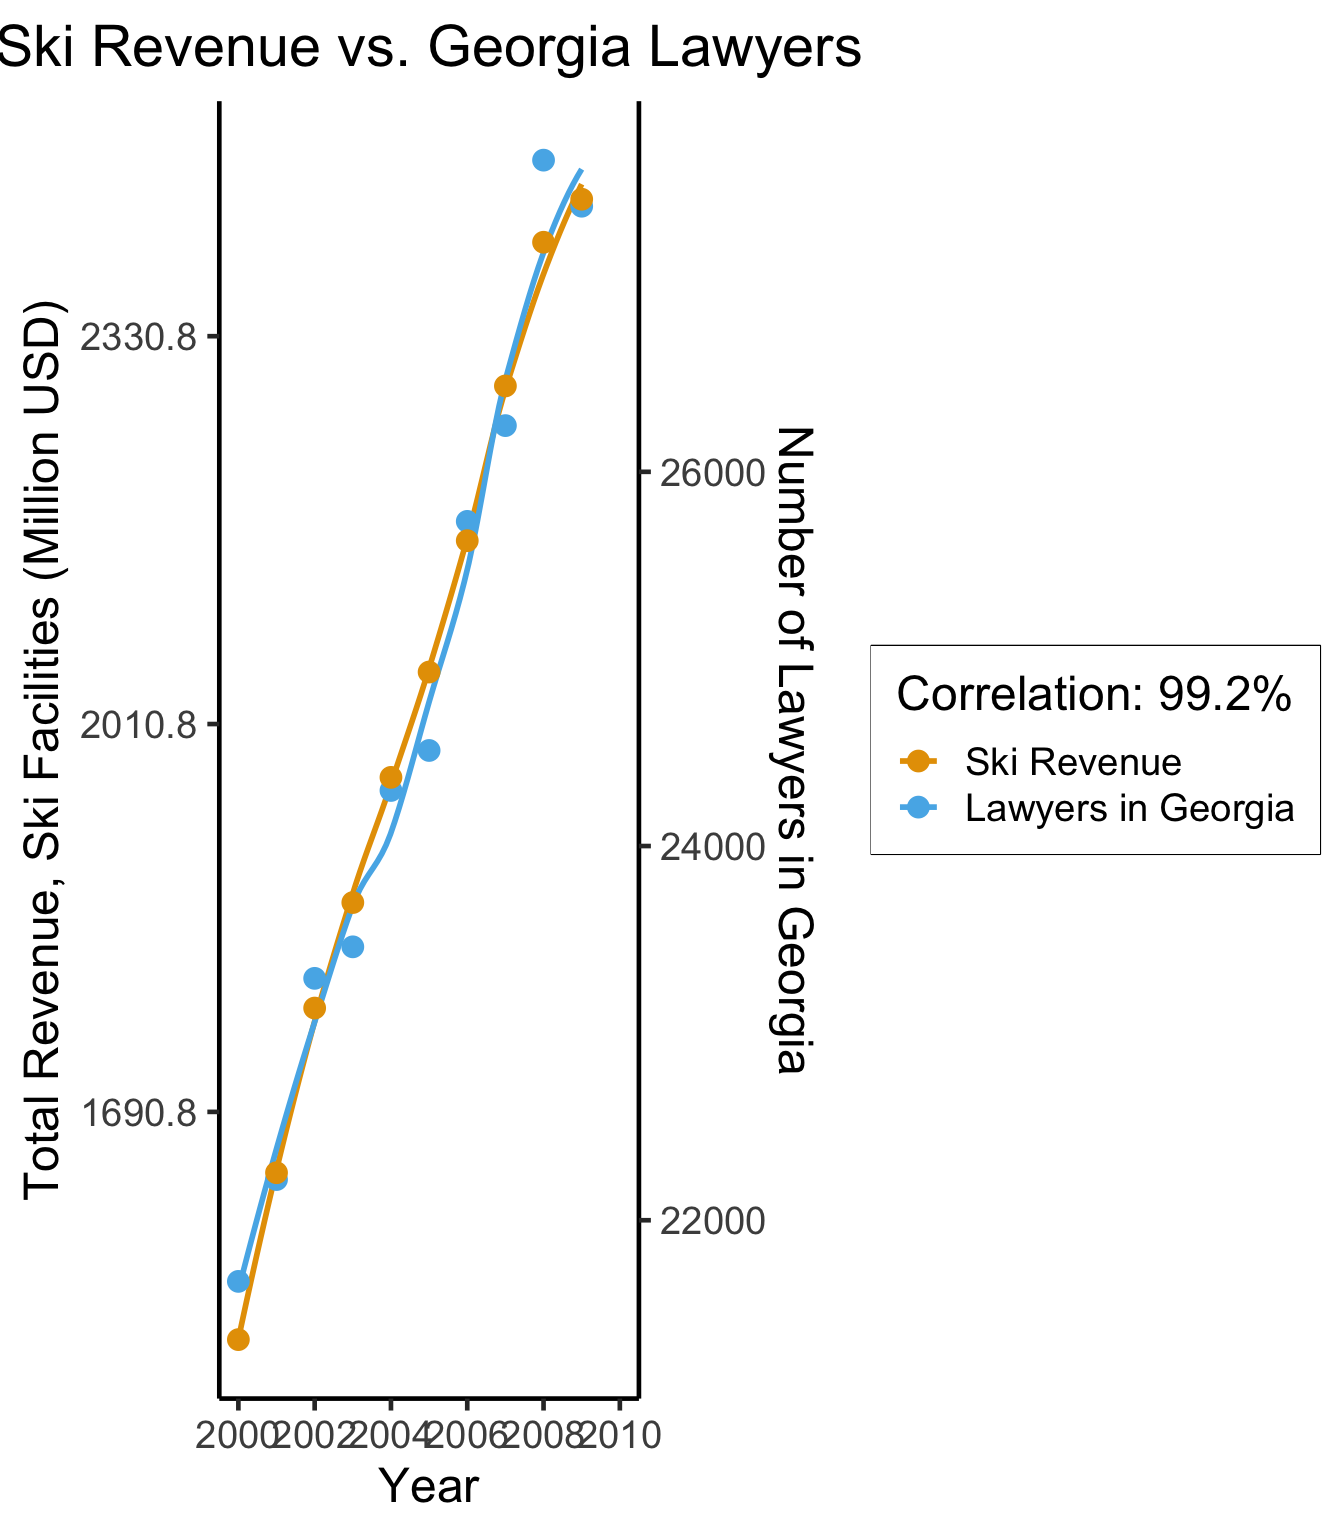 Ski Revenue vs. Georgia Lawyers
Total Revenue, Ski Facilities (Million USD)
2330.8
2010.8
1690.8
26000
24000
22000
Number of Lawyers in Georgia
2000 2002 2004 2006 2008 2010
Year
Correlation: 99.2%
Ski Revenue
Lawyers in Georgia